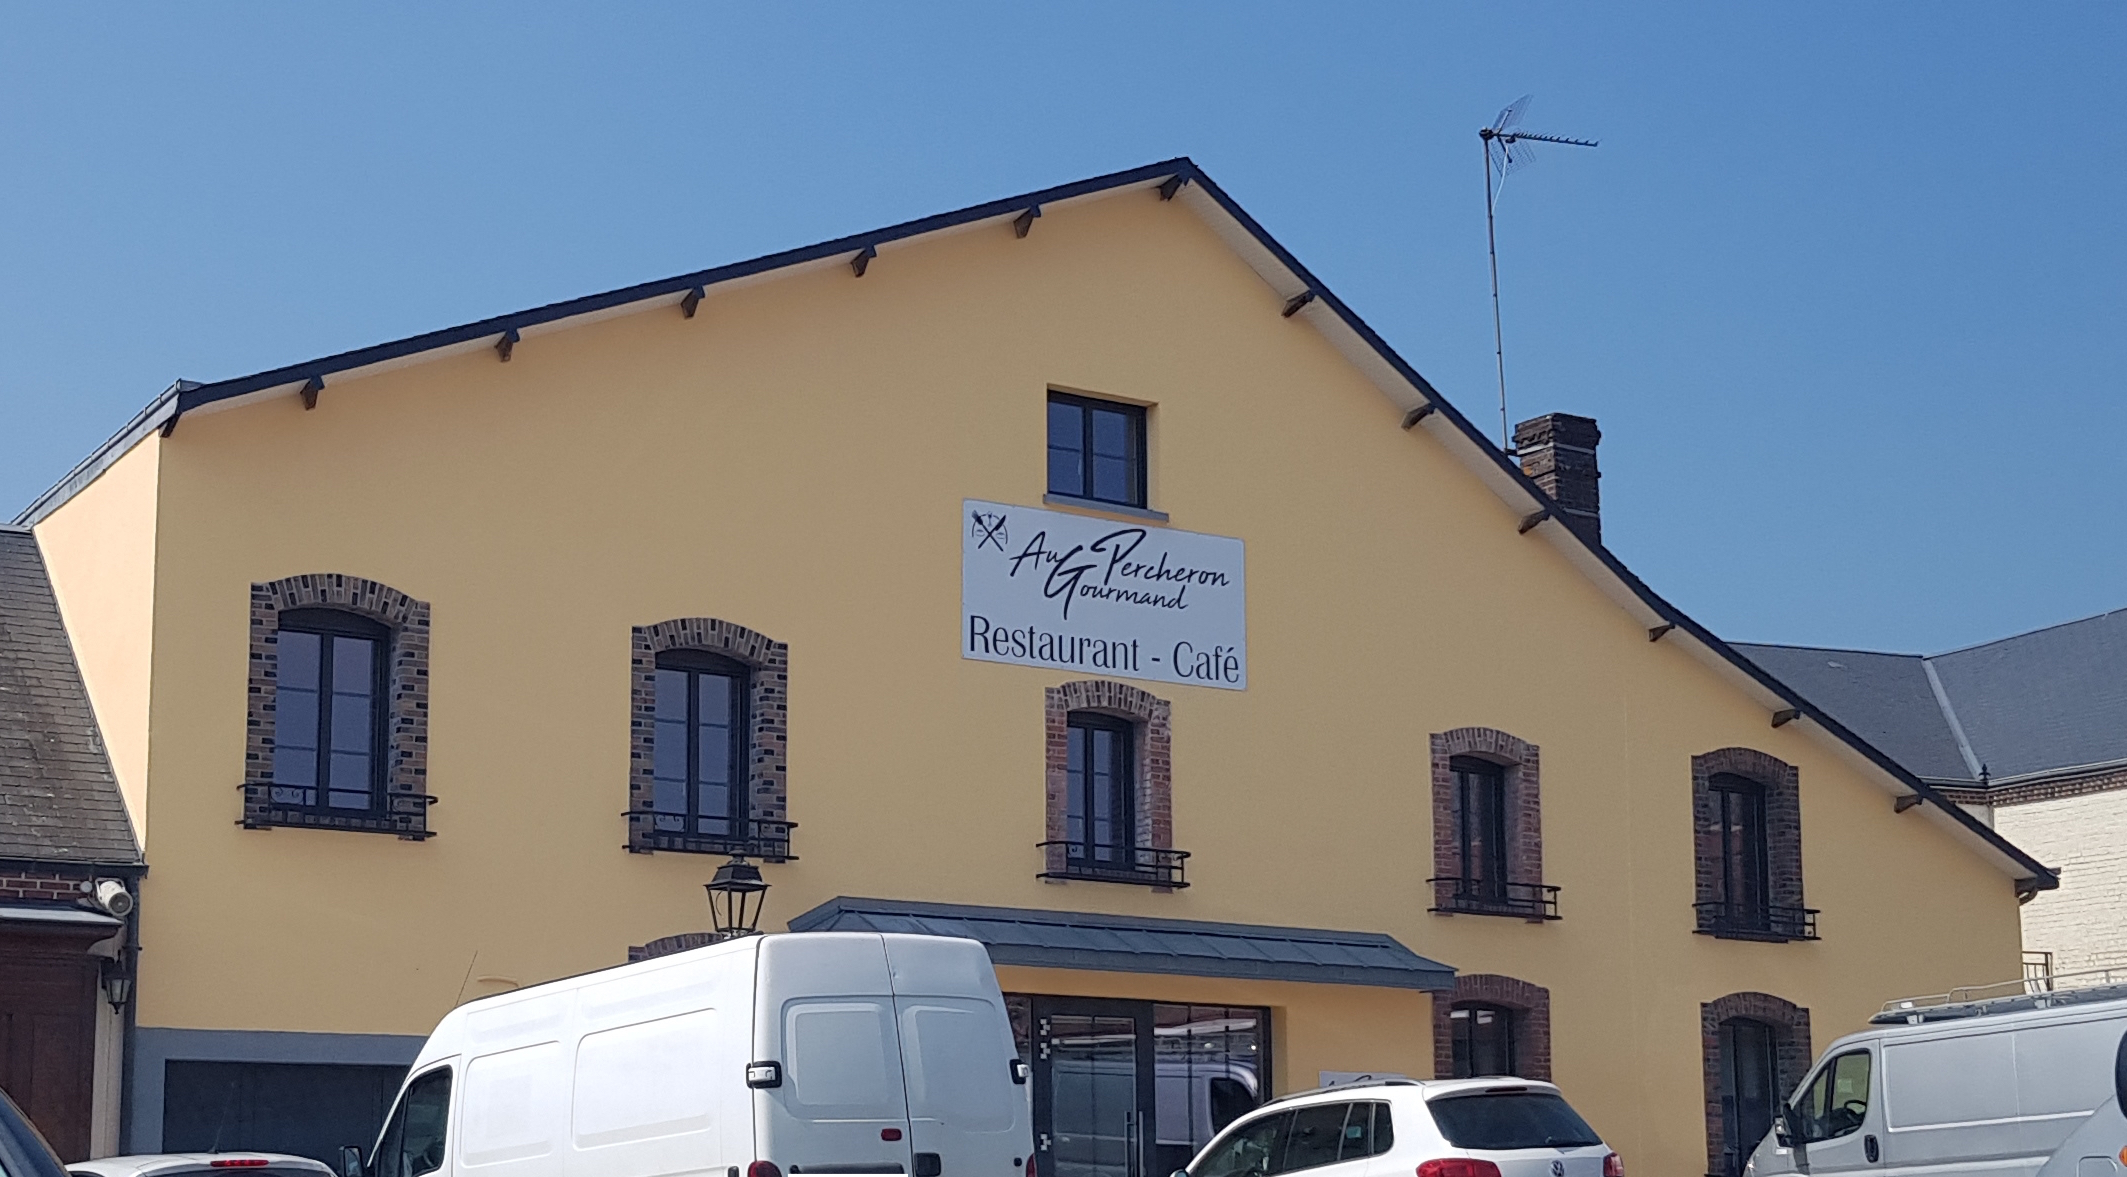 Au Percheron
Gourmand
Restaurant - Café